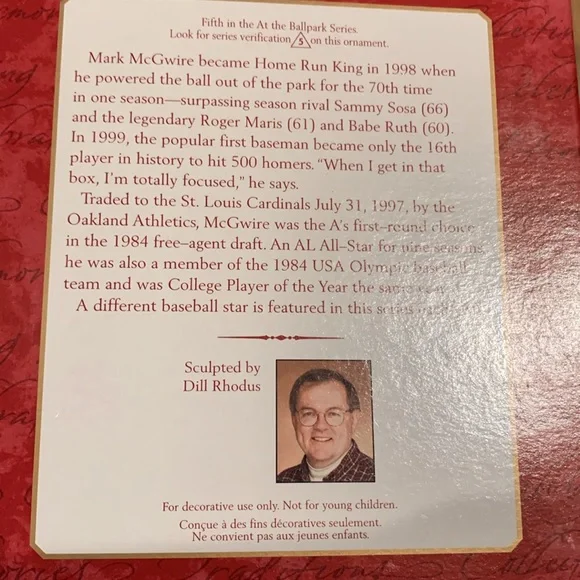 Fifth in the At the Ballpark Series.
Look for series verification 5 on this ornament.
Mark McGwire became Home Run King in 1998 when
he powered the ball out of the park for the 70th time
in one season—surpassing season rival Sammy Sosa (66)
and the legendary Roger Maris (61) and Babe Ruth (60).
In 1999, the popular first baseman became only the 16th
player in history to hit 500 homers. “When I get in that
box, I'm totally focused,” he says.
Traded to the St. Louis Cardinals July 31, 1997, by the
Oakland Athletics, McGwire was the A's first–round choice
in the 1984 free–agent draft. An AL All–Star for nine seasons,
he was also a member of the 1984 USA Olympic baseball
team and was College Player of the Year the same year.
A different baseball star is featured in this series
Sculpted by
Dill Rhodus
For decorative use only. Not for young children.
Conçue à des fins décoratives seulement.
Ne convient pas aux jeunes enfants.